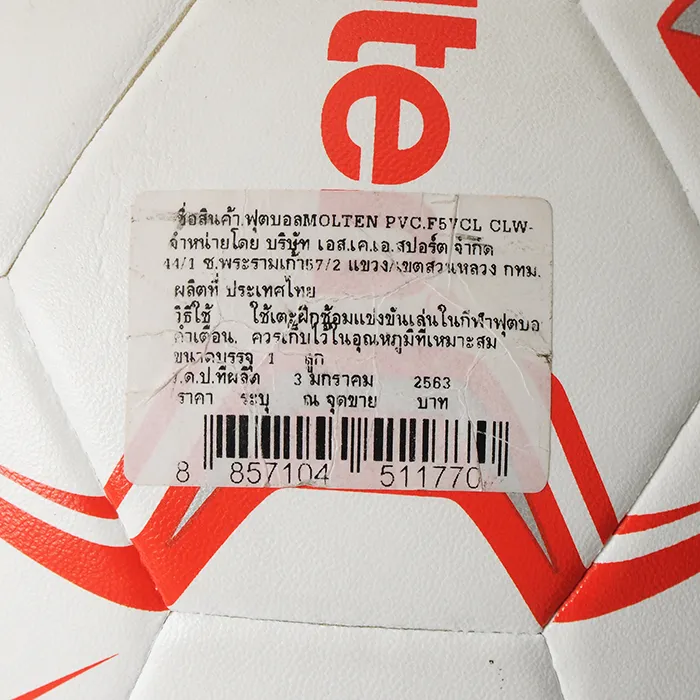 lte
ชื่อสินค้า ฟุตบอลMOLTEN PVC.F5VCL CLW-
จำหน่ายโดย บริษัท เอส.เค.เอ.สปอร์ต จำกัด
44/1 ซ.พระรามเก้า57/2 แขวง/เขตสวนหลวง กทม.
ผลิตที่ ประเทศไทย
วิธีใช้ ใช้เตะฝึกซ้อมแข่งขันเล่นในกีฬาฟุตบอ
คำเตือน. ควรเก็บไว้ในอุณหภูมิที่เหมาะสม
ขนาดบรรจุ 1 ลูก
ว.ด.ป.ที่ผลิต 3 มกราคม 2563
ราคา ระบุ ณ จุดขาย บาท
8 857104 511770